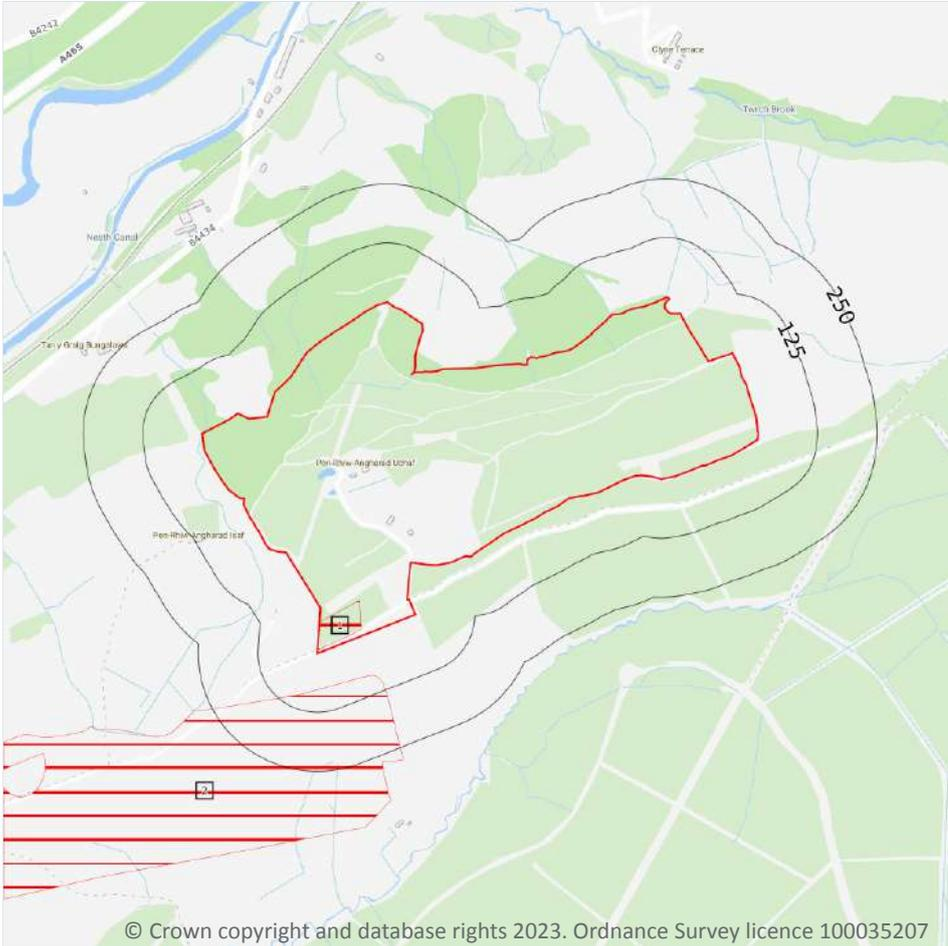 B4242
A465
Clyne Terrace
Twrch Brook
Neath Canal
B4434
250
125
Tan y Graig Bungalows
Pen-Rhiw-Angharad Uchaf
Pen-Rhiw-Angharad Isaf
2
© Crown copyright and database rights 2023. Ordnance Survey licence 100035207